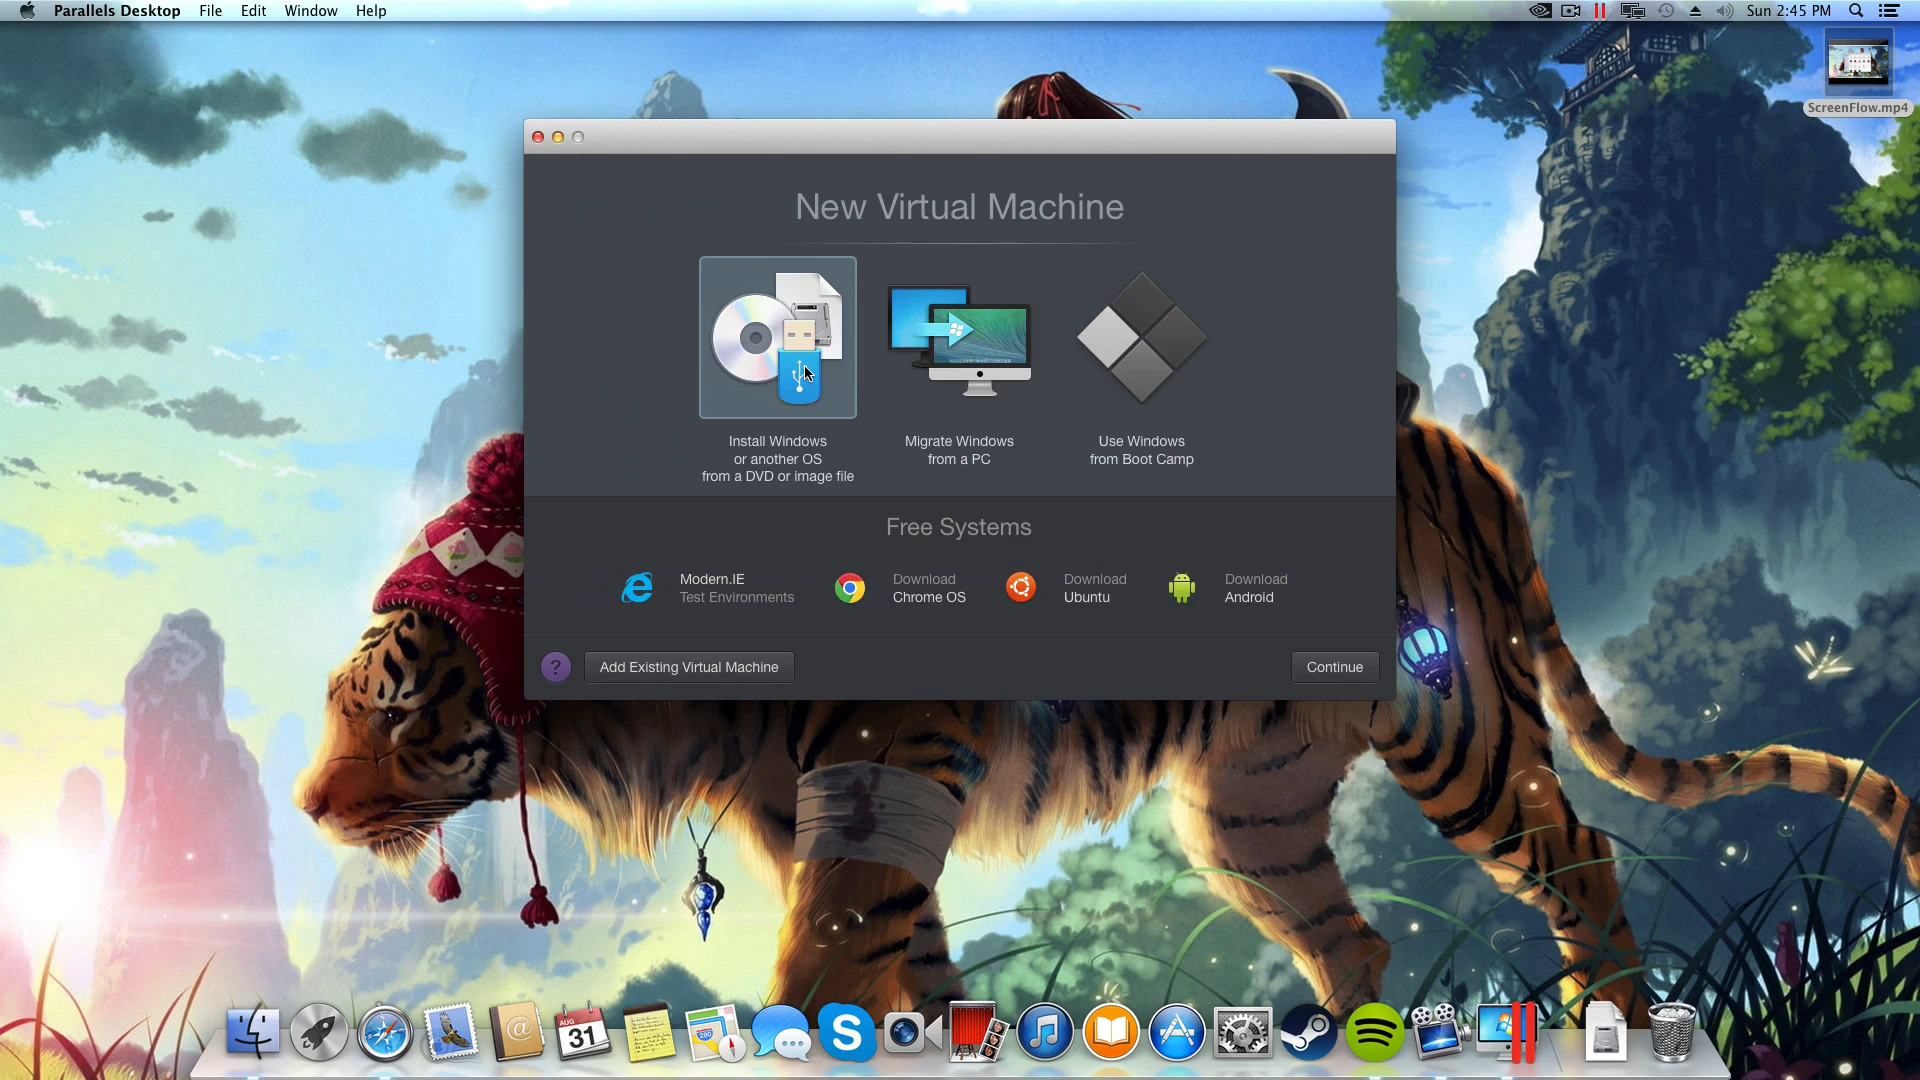 Parallels Desktop File Edit Window Help
Sun 2:45 PM
ScreenFlow.mp4
New Virtual Machine
Install Windows
or another OS
from a DVD or image file
Migrate Windows
from a PC
Use Windows
from Boot Camp
Free Systems
Modern.IE
Test Environments
Download
Chrome OS
Download
Ubuntu
Download
Android
?
Add Existing Virtual Machine
Continue
AUG
31